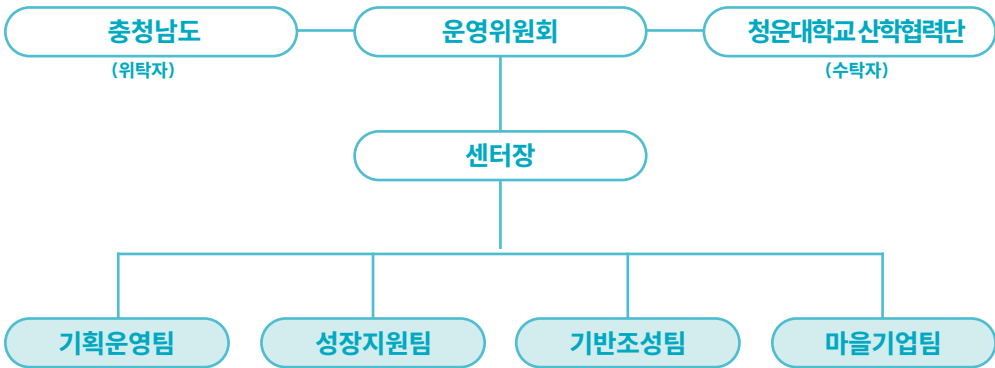 충청남도
운영위원회
청운대학교 산학협력단
(위탁자)
(수탁자)
센터장
기획운영팀
성장지원팀
기반조성팀
마을기업팀